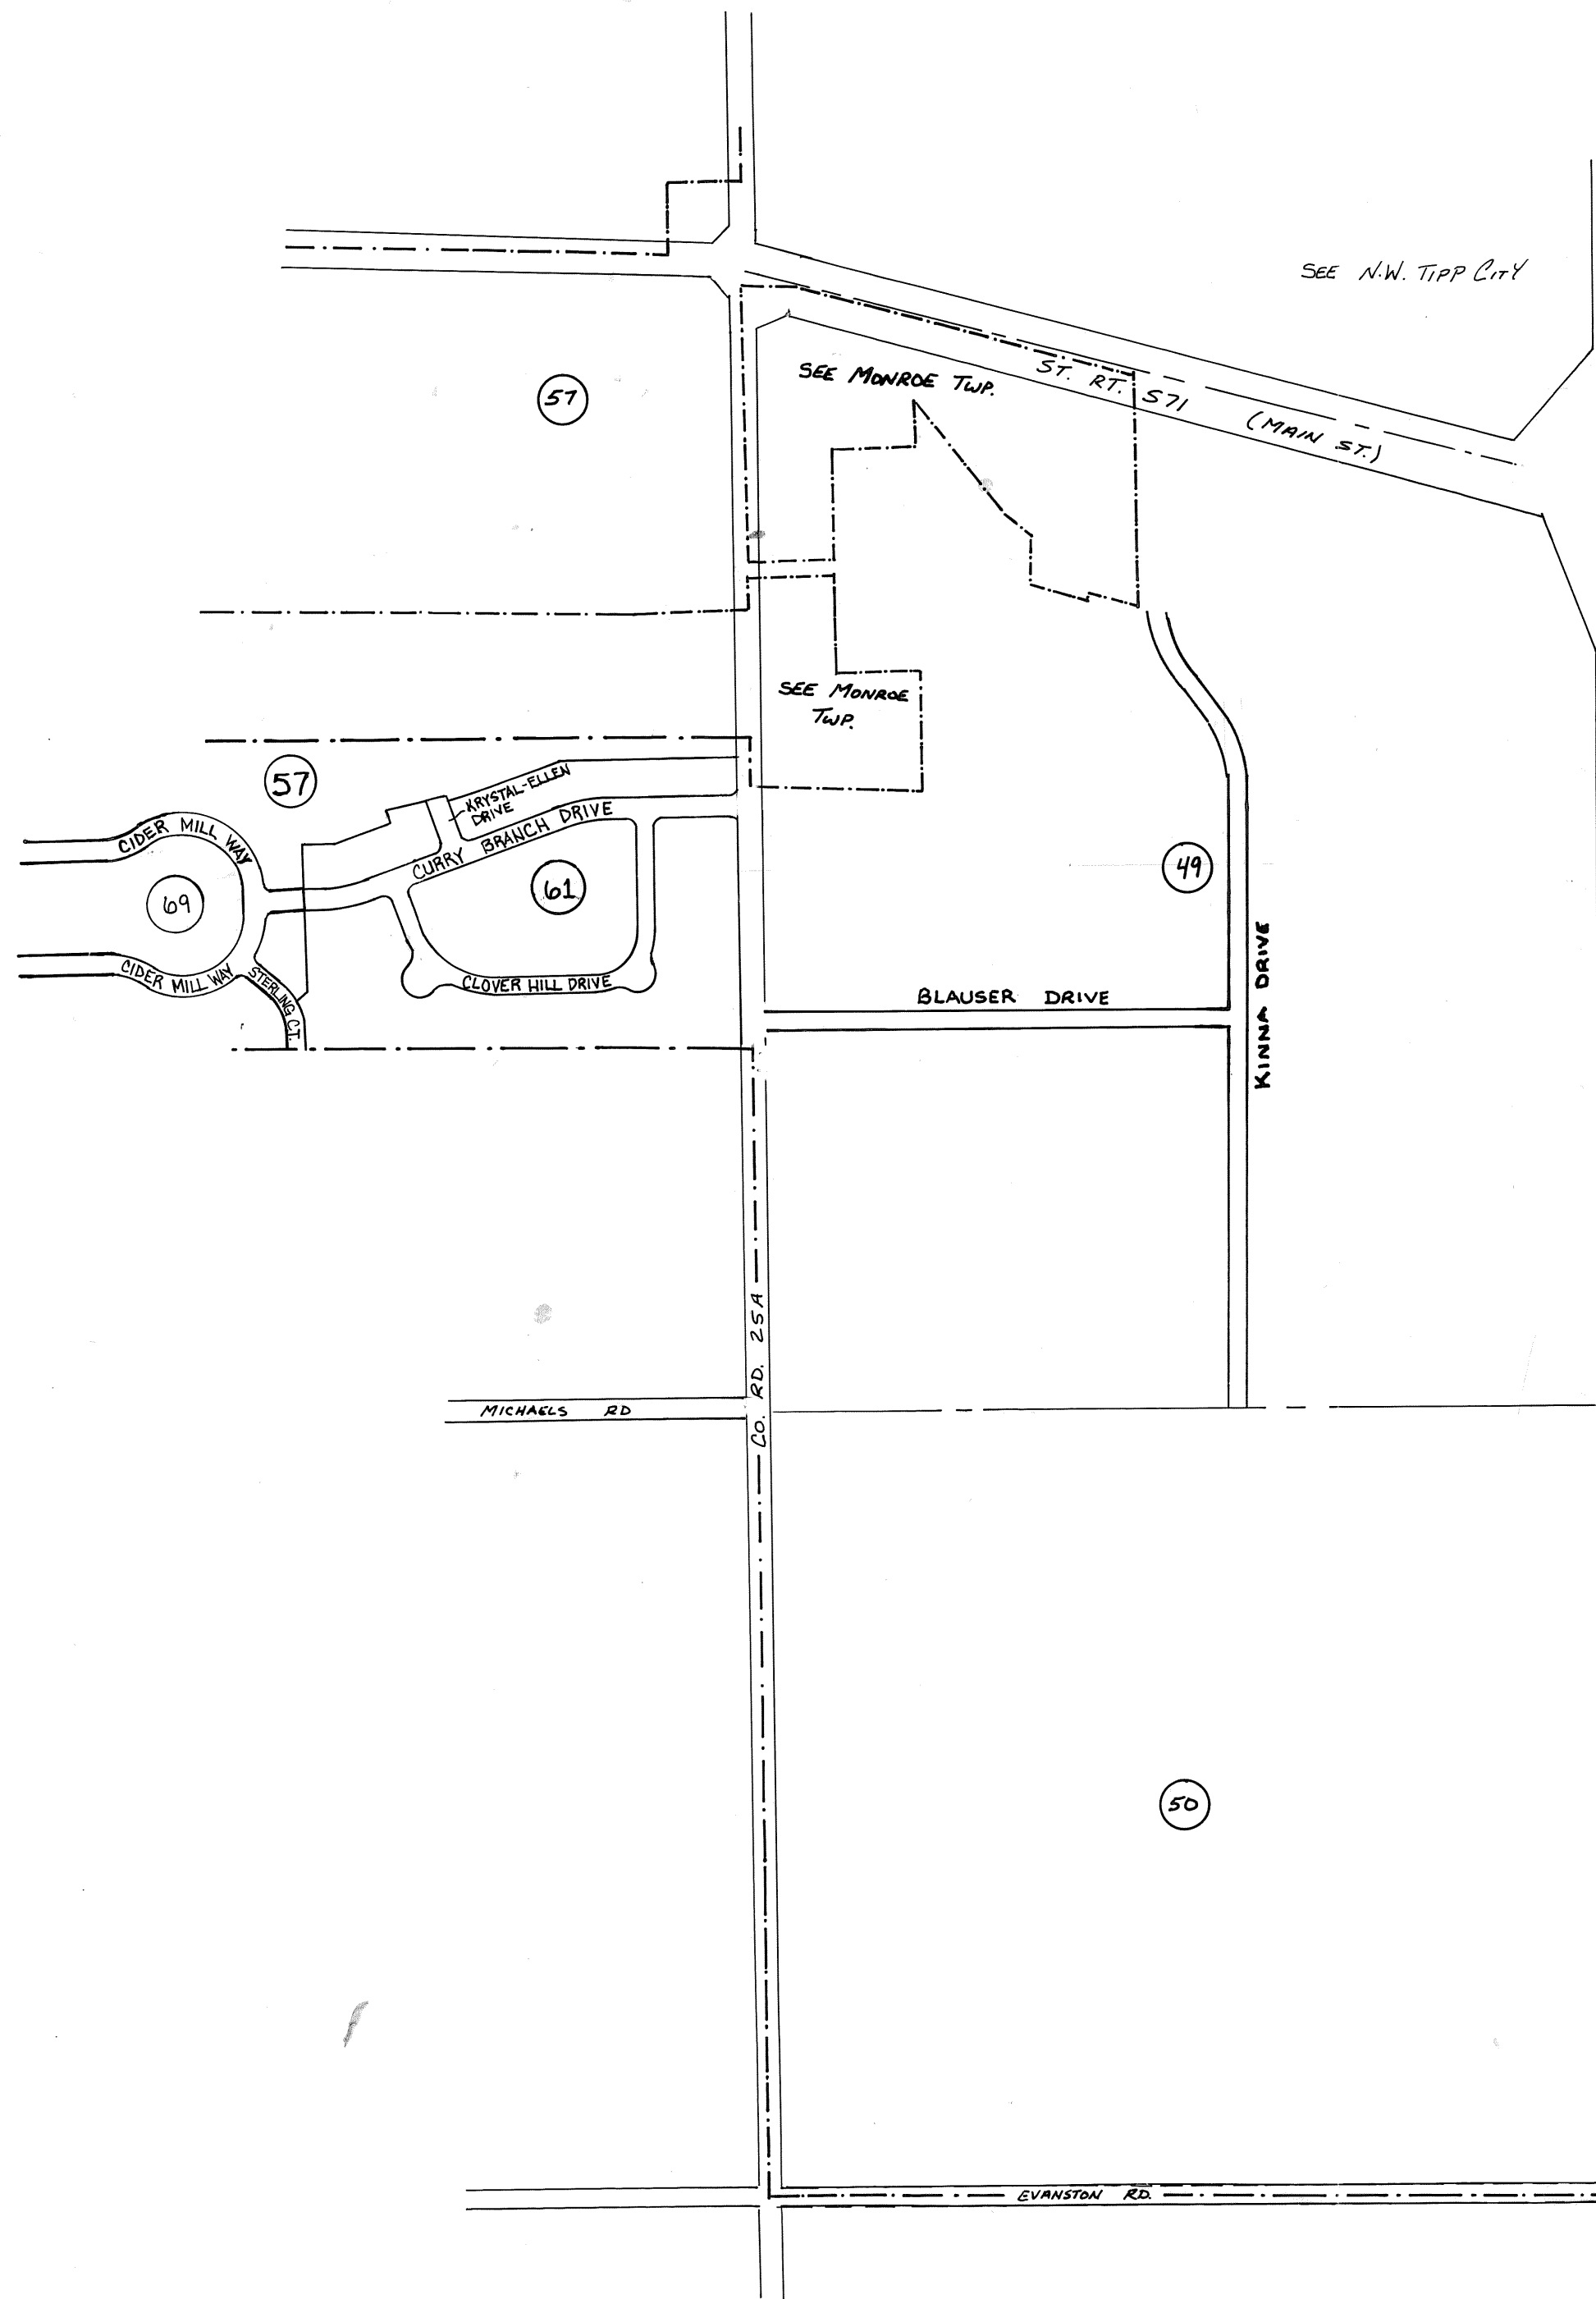 SEE N.W. TIPP CITY
57
SEE MONROE TWP.
ST. RT. 571 (MAIN ST.)
SEE MONROE
TWP.
57
KRYSTAL-ELLEN
DRIVE
CURRY BRANCH DRIVE
CIDER MILL WAY
61
49
69
CIDER MILL WAY
STERLING CT.
CLOVER HILL DRIVE
BLAUSER DRIVE
KINNA DRIVE
CO. RD. 25A
MICHAELS RD
50
EVANSTON RD.